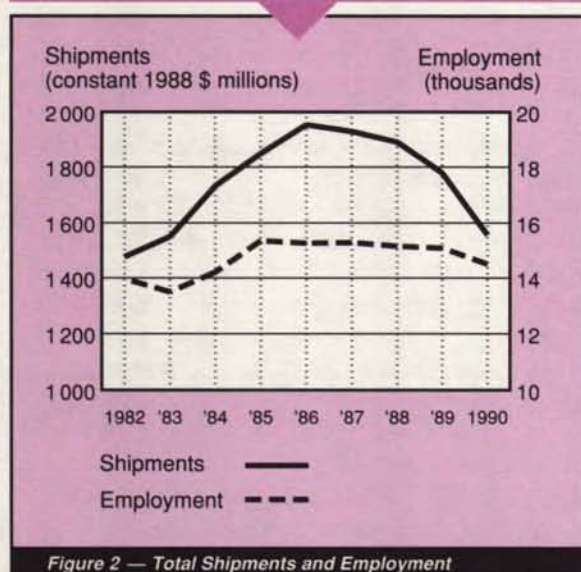 Shipments
(constant 1988 $ millions)
Employment
(thousands)
2 000 20
1 800 18
1 600 16
1 400 14
1 200 12
1 000 10
1982 '83 '84 '85 '86 '87 '88 '89 1990
Shipments
Employment
Figure 2 — Total Shipments and Employment